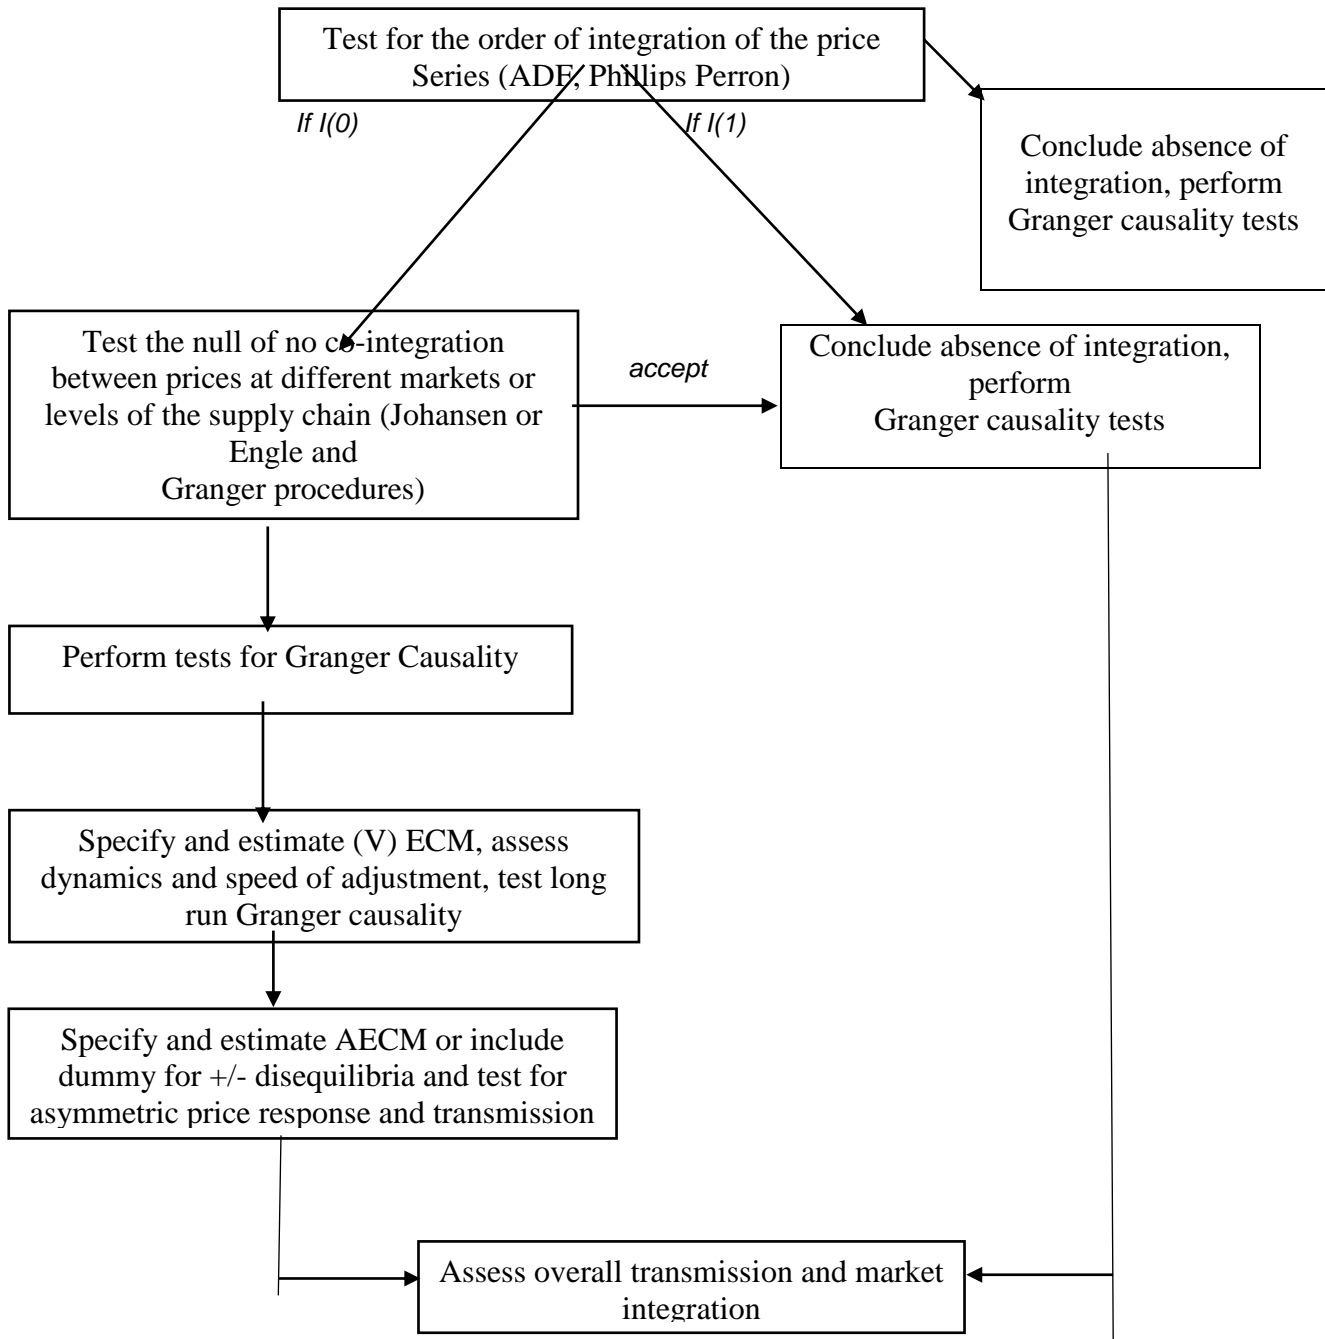 Test for the order of integration of the price
Series (ADF, Phillips Perron)
If I(0)
If I(1)
Conclude absence of
integration, perform
Granger causality tests
Test the null of no co-integration
between prices at different markets or
levels of the supply chain (Johansen or
Engle and
Granger procedures)
accept
Conclude absence of integration,
perform
Granger causality tests
Perform tests for Granger Causality
Specify and estimate (V) ECM, assess
dynamics and speed of adjustment, test long
run Granger causality
Specify and estimate AECM or include
dummy for +/- disequilibria and test for
asymmetric price response and transmission
Assess overall transmission and market
integration